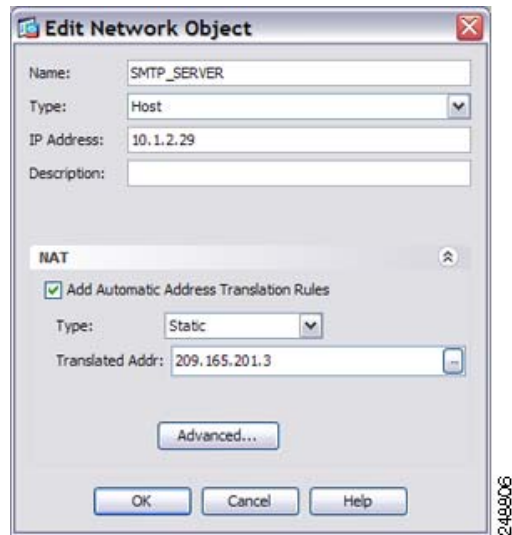 Edit Network Object
Name: SMTP_SERVER
Type: Host
IP Address: 10.1.2.29
Description:
NAT
Add Automatic Address Translation Rules
Type: Static
Translated Addr: 209.165.201.3
...
Advanced...
OK Cancel Help
248806